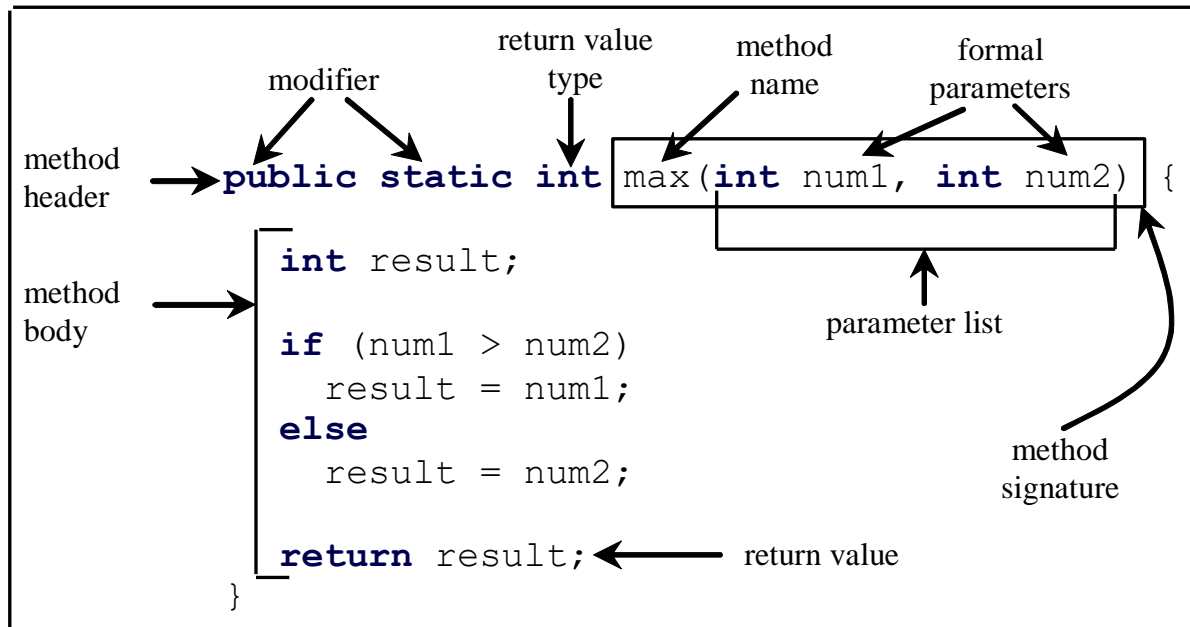 return value
type
method
name
formal
parameters
modifier
method
header
public static int max(int num1, int num2) {
method
body
int result;
parameter list
if (num1 > num2)
result = num1;
else
result = num2;
method
signature
return result;
return value
}